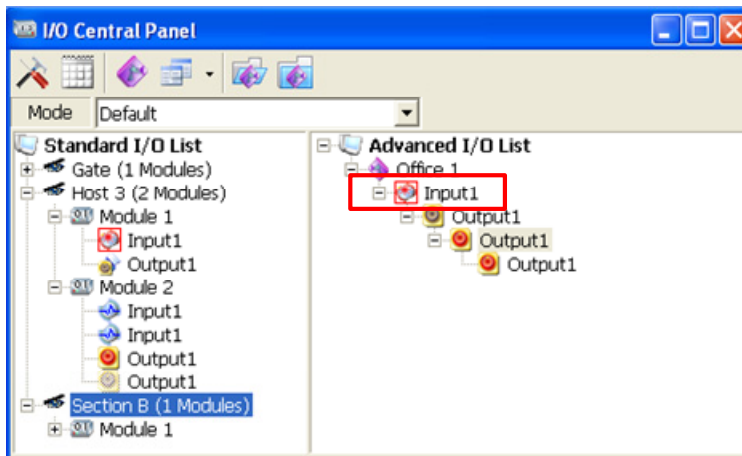 I/O Central Panel
Mode Default
Standard I/O List
Gate (1 Modules)
Host 3 (2 Modules)
Module 1
Input1
Output1
Module 2
Input1
Input1
Output1
Output1
Section B (1 Modules)
Module 1
Advanced I/O List
Office 1
Input1
Output1
Output1
Output1